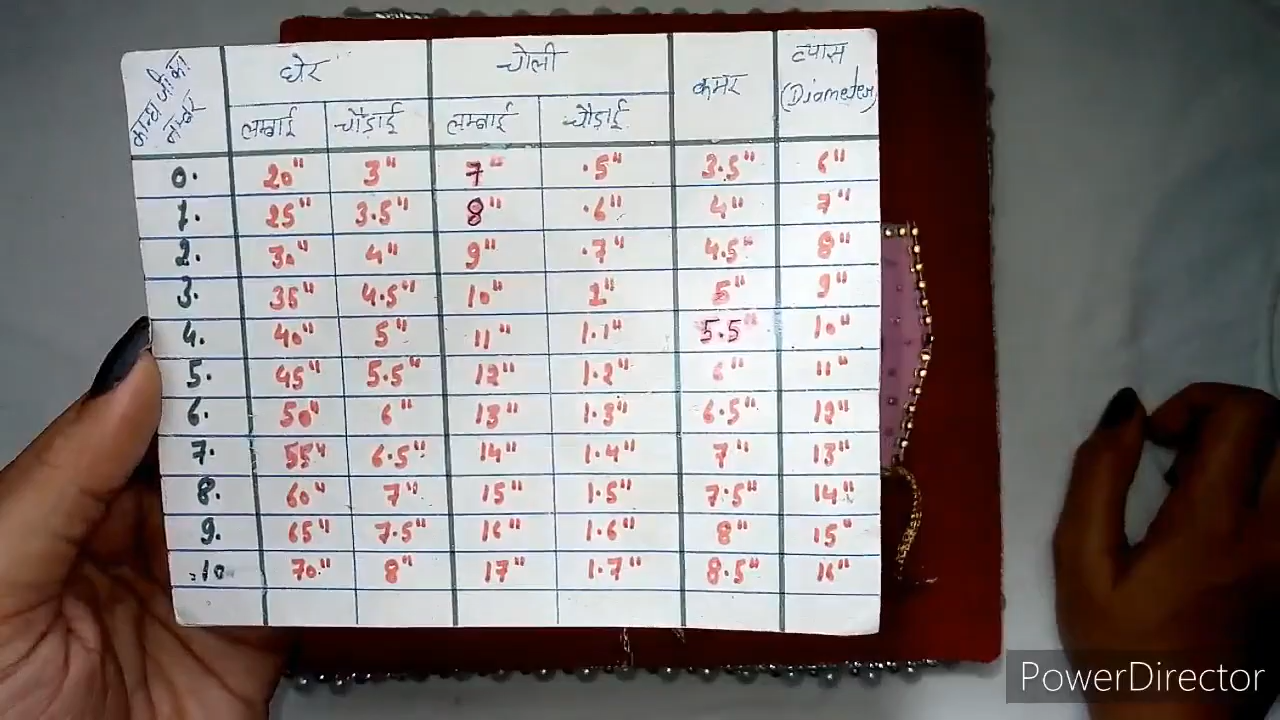 कान्हा जी का नम्बर घेर चोली कमर व्यास (Diameter)
लम्बाई चौड़ाई लम्बाई चौड़ाई
0. 20" 3" 7" .5" 3.5" 6"
1. 25" 3.5" 8" .6" 4" 7"
2. 30" 4" 9" .7" 4.5" 8"
3. 35" 4.5" 10" 1" 5" 9"
4. 40" 5" 11" 1.1" 5.5" 10"
5. 45" 5.5" 12" 1.2" 6" 11"
6. 50" 6" 13" 1.3" 6.5" 12"
7. 55" 6.5" 14" 1.4" 7" 13"
8. 60" 7" 15" 1.5" 7.5" 14"
9. 65" 7.5" 16" 1.6" 8" 15"
10 70" 8" 17" 1.7" 8.5" 16"
PowerDirector